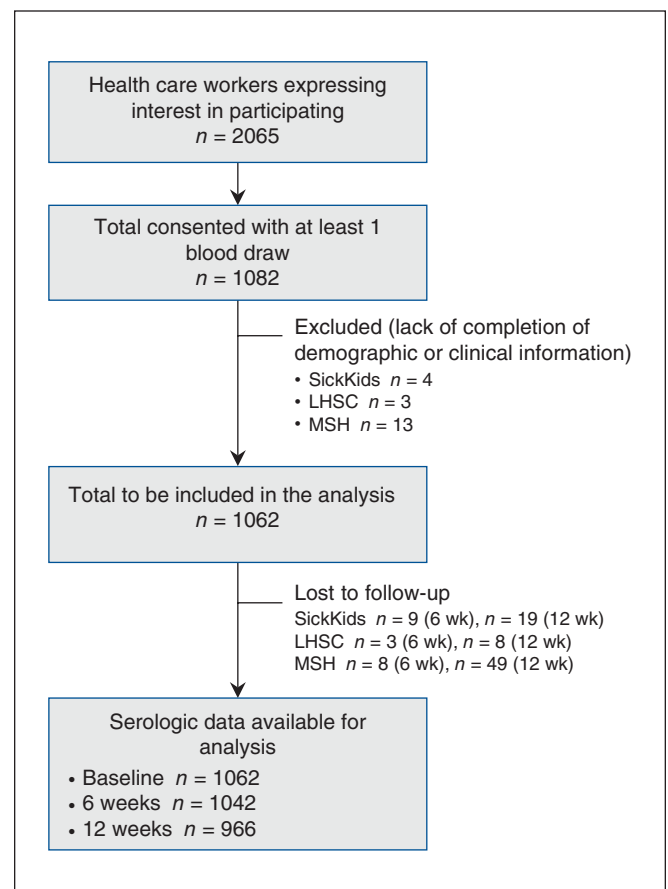 Health care workers expressing
interest in participating
n = 2065
Total consented with at least 1
blood draw
n = 1082
Excluded (lack of completion of
demographic or clinical information)
• SickKids n = 4
• LHSC n = 3
• MSH n = 13
Total to be included in the analysis
n = 1062
Lost to follow-up
SickKids n = 9 (6 wk), n = 19 (12 wk)
LHSC n = 3 (6 wk), n = 8 (12 wk)
MSH n = 8 (6 wk), n = 49 (12 wk)
Serologic data available for
analysis
• Baseline n = 1062
• 6 weeks n = 1042
• 12 weeks n = 966